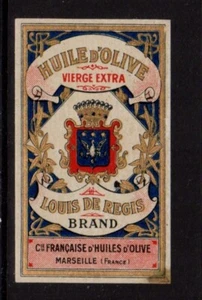 HUILE D'OLIVE
VIERGE EXTRA
LOUIS DE REGIS
BRAND
CIE FRANÇAISE D'HUILES D'OLIVE
MARSEILLE (FRANCE)